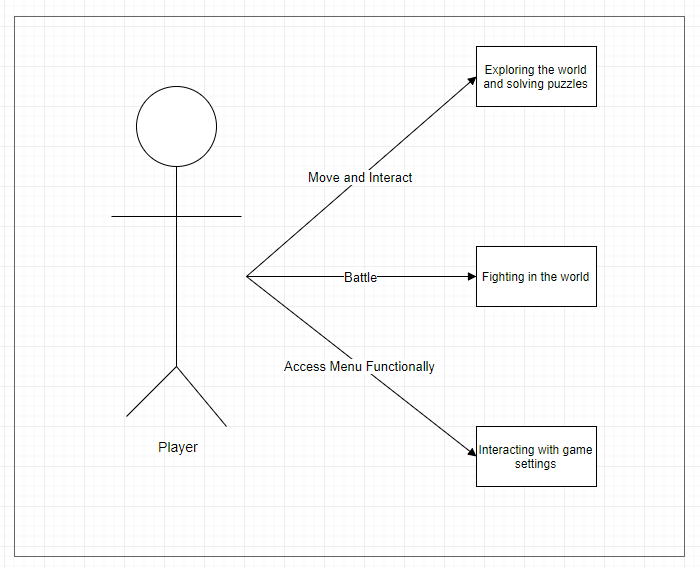 Exploring the world
and solving puzzles
Move and Interact
Battle
Fighting in the world
Access Menu Functionally
Interacting with game
settings
Player